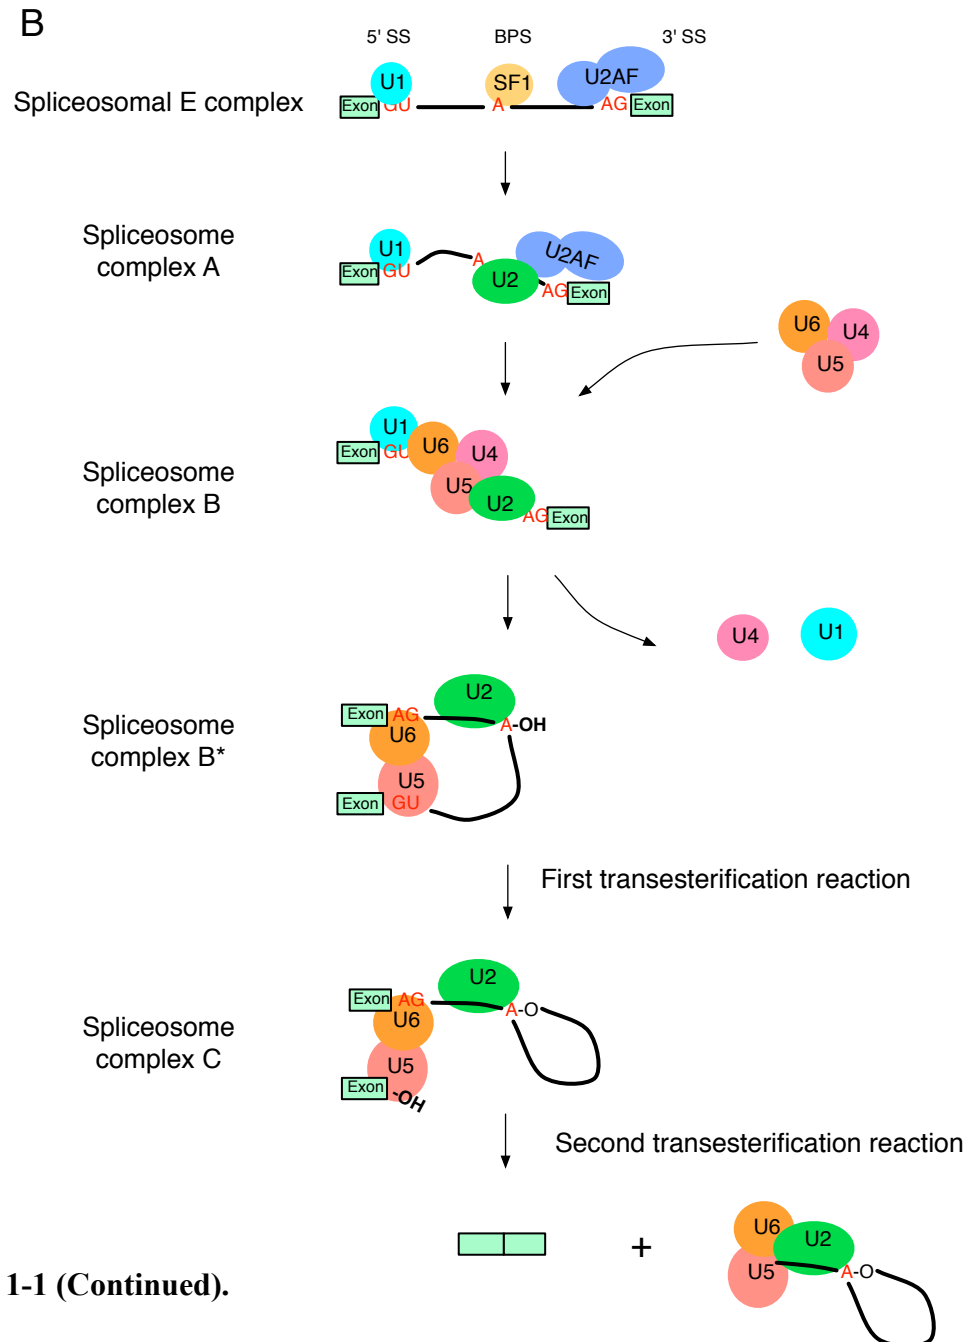 B
5' SS BPS 3' SS
Spliceosomal E complex
U1 SF1 U2AF
Exon GU A AG Exon
Spliceosome
complex A
U1 A U2AF
Exon GU U2 AG Exon
U6 U4
U5
Spliceosome
complex B
U1 U6 U4
Exon GU U5 U2
AG Exon
U4 U1
Spliceosome
complex B*
U2
Exon AG A-OH
U6
U5
Exon GU
First transesterification reaction
Spliceosome
complex C
U2
Exon AG A-O
U6
U5
Exon -OH
Second transesterification reaction
+
U6 U2
U5 A-O
1-1 (Continued).